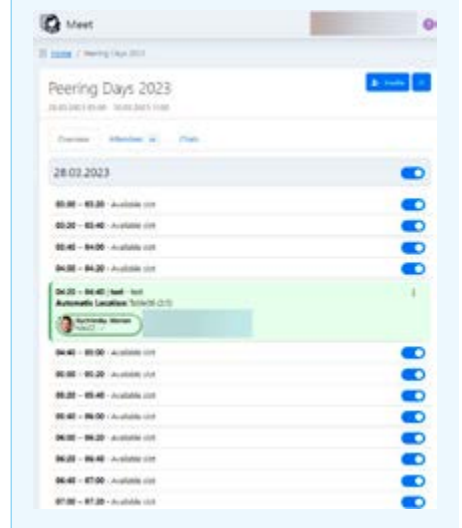 Meet
Home / Peering Days 2023
Peering Days 2023
Invite
Overview Attendees Chats
28.03.2023
03:00 - 03:20 - Available slot
03:20 - 03:40 - Available slot
03:40 - 04:00 - Available slot
04:00 - 04:20 - Available slot
04:20 - 04:40 | test - test
Automatic Location:
04:40 - 05:00 - Available slot
05:00 - 05:20 - Available slot
05:20 - 05:40 - Available slot
05:40 - 06:00 - Available slot
06:00 - 06:20 - Available slot
06:20 - 06:40 - Available slot
06:40 - 07:00 - Available slot
07:00 - 07:20 - Available slot